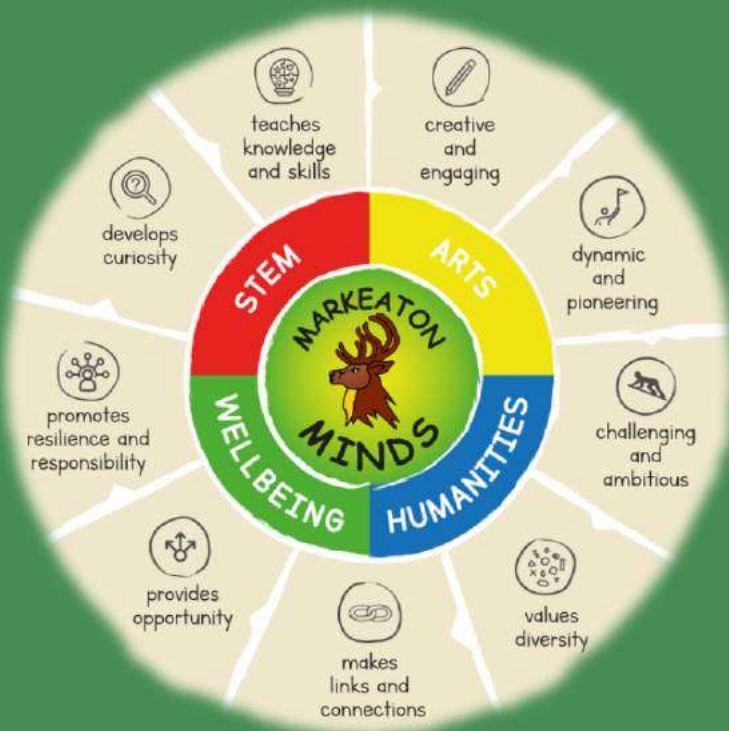 teaches
knowledge
and skills
creative
and
engaging
develops
curiosity
dynamic
and
pioneering
STEM
ARTS
MARKEATON
MINDS
WELLBEING
HUMANITIES
promotes
resilience and
responsibility
challenging
and
ambitious
provides
opportunity
values
diversity
makes
links and
connections